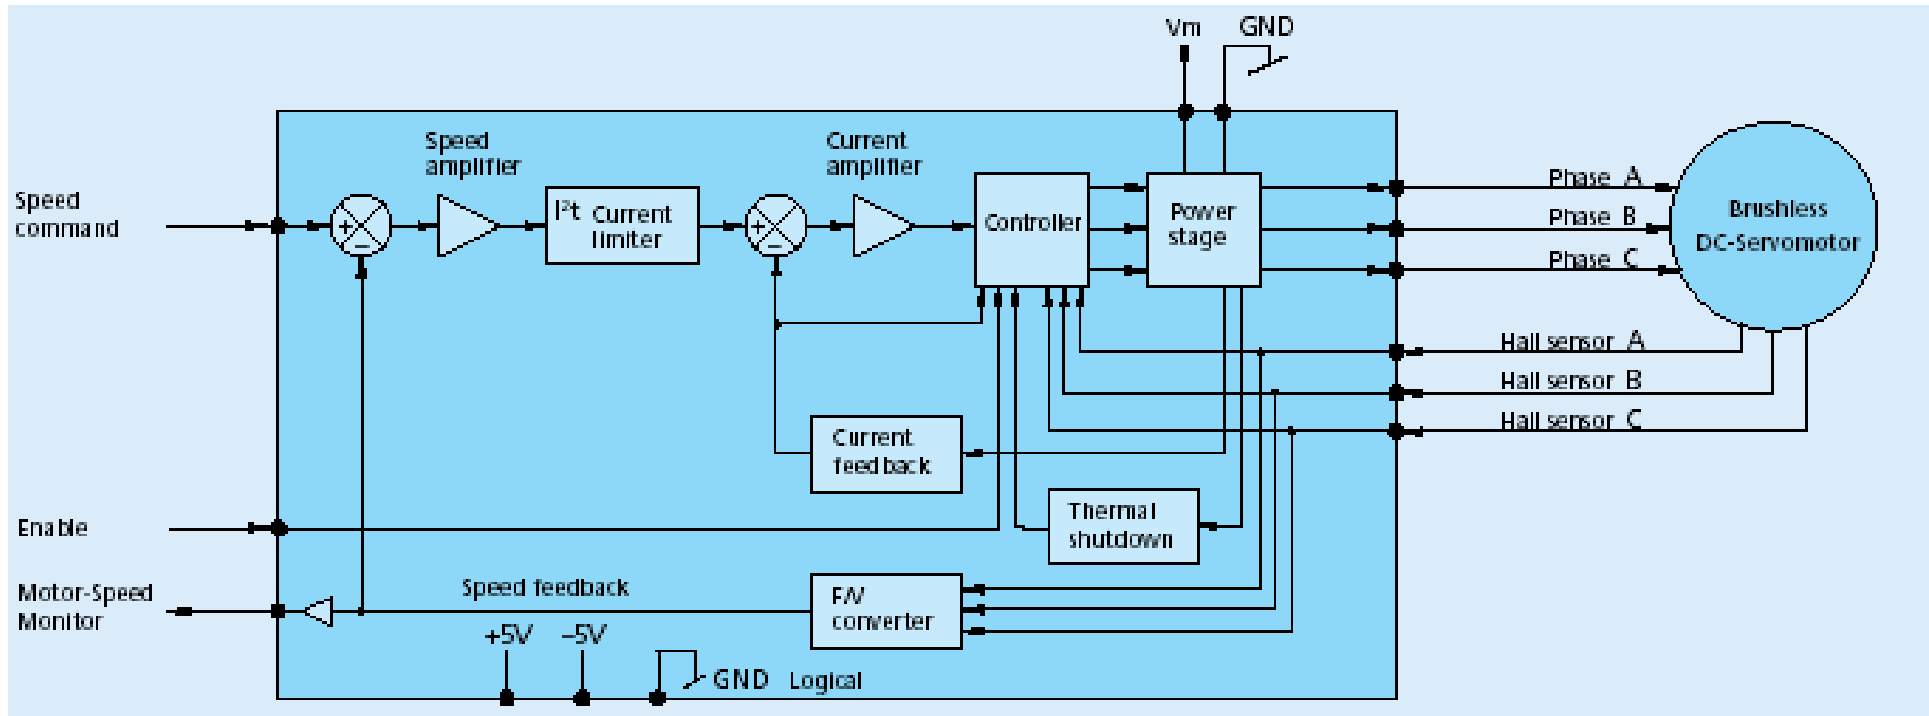 Vm
GND
Speed
amplifier
Current
amplifier
Speed
command
+
−
I²t Current
limiter
+
−
Controller
Power
stage
Phase A
Phase B
Phase C
Brushless
DC-Servomotor
Hall sensor A
Hall sensor B
Hall sensor C
Current
feedback
Thermal
shutdown
Enable
Motor-Speed
Monitor
Speed feedback
F/V
converter
+5V
−5V
GND Logical